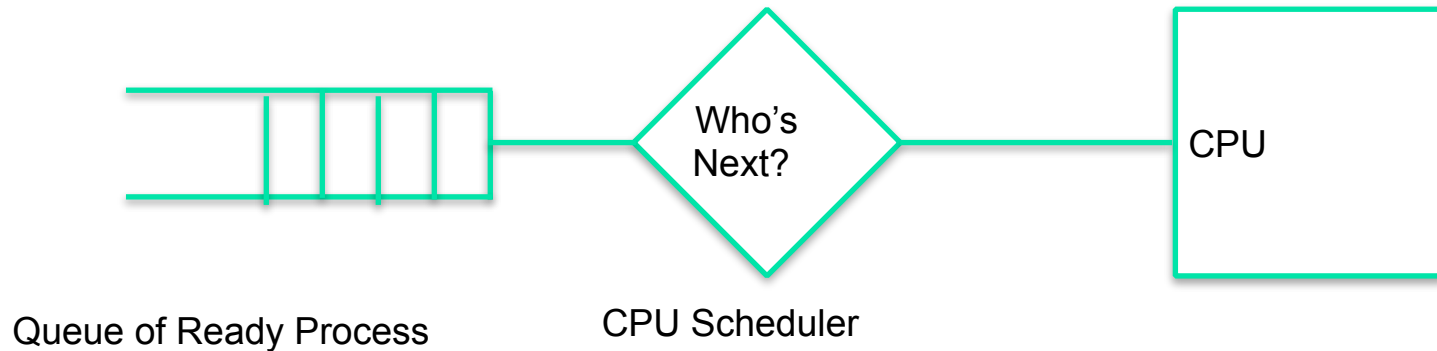 Who’s
Next?
CPU
Queue of Ready Process
CPU Scheduler